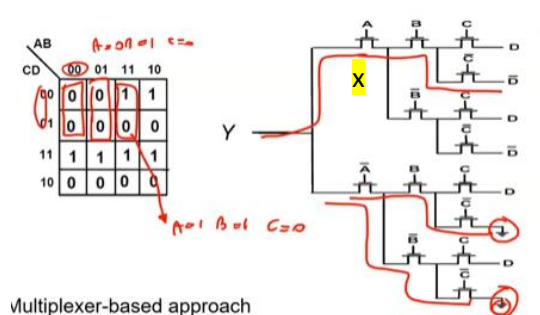 AB
A=0B=1 C=0
CD 00 01 11 10
00 0 0 1 1
01 0 0 0 0
11 1 1 1 1
10 0 0 0 0
A=1 B=1 C=0
A B C D
X
C̅ D̅
B̅ C D
C̅ D̅
Y
A̅ B C D
C̅
B̅ C D
C̅
Multiplexer-based approach